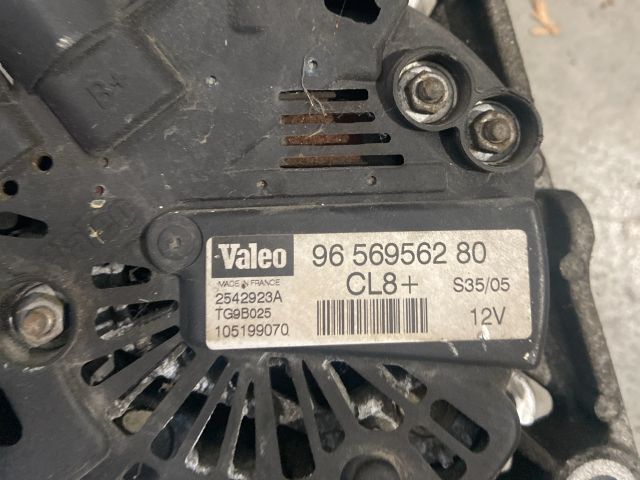 B+
Valeo
96 569562 80
MADE IN FRANCE
CL8+
S35/05
2542923A
TG9B025
105199070
12V